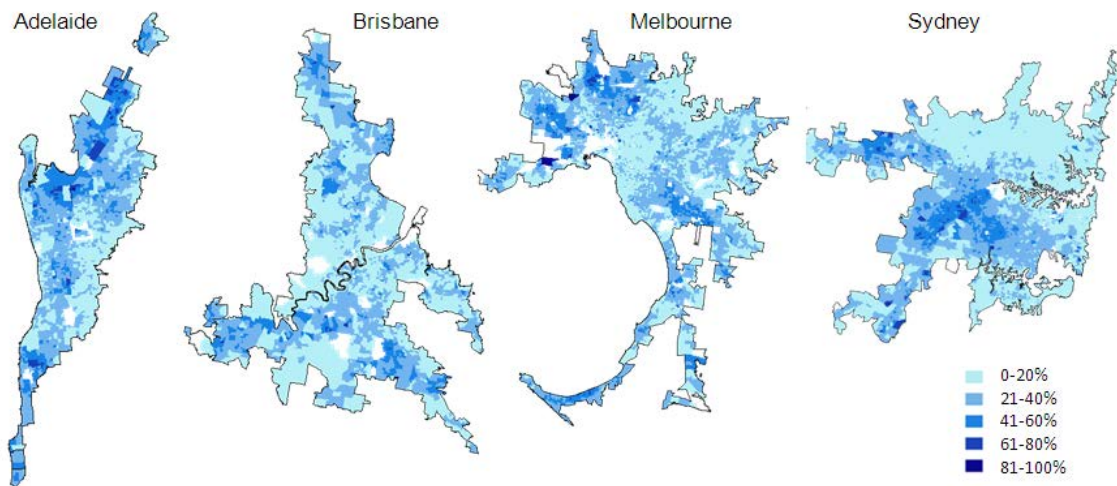 Adelaide
Brisbane
Melbourne
Sydney
0-20%
21-40%
41-60%
61-80%
81-100%